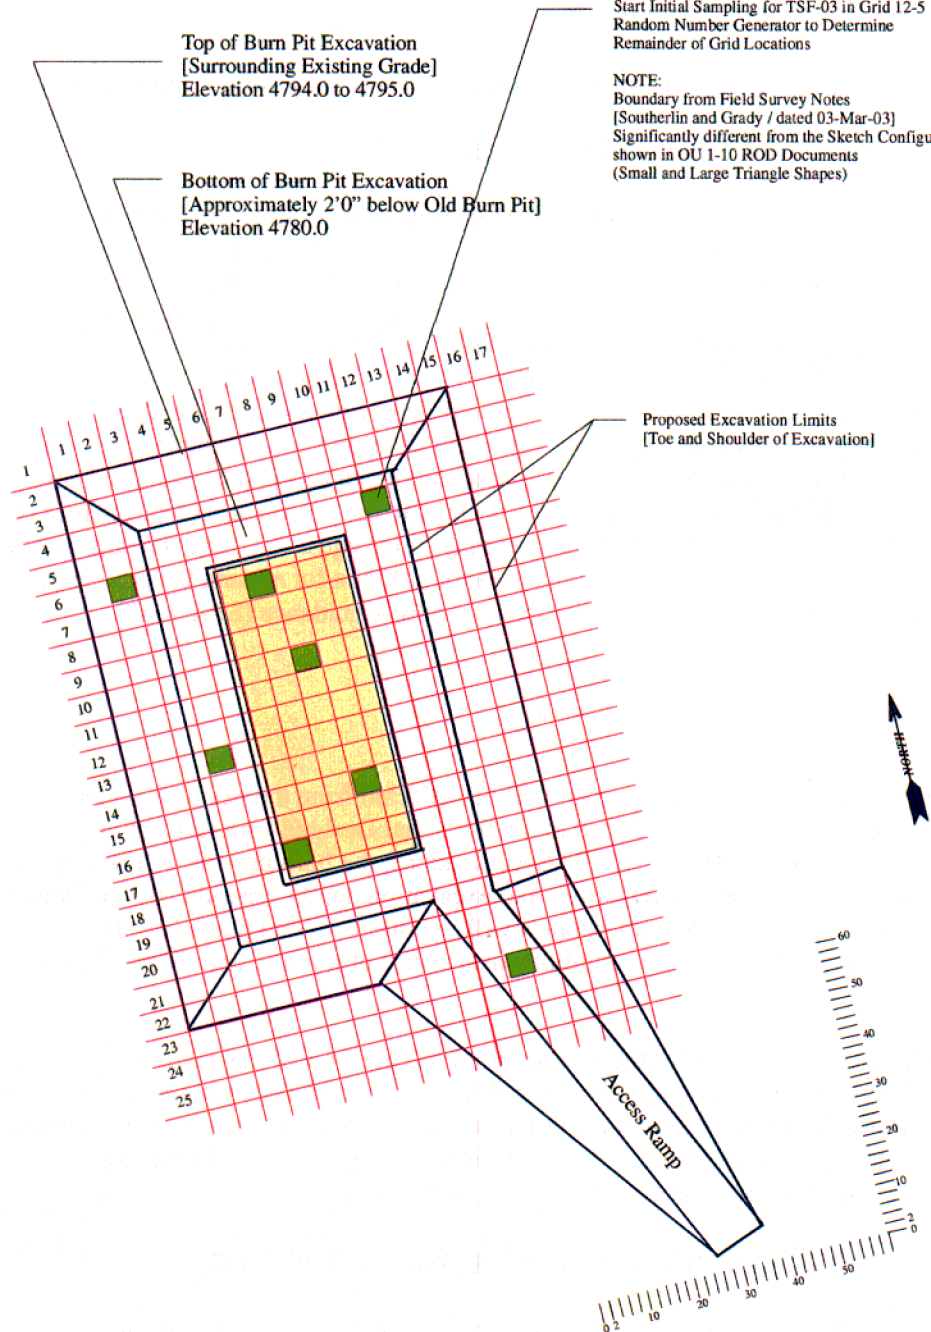 Start Initial Sampling for TSF-03 in Grid 12-5
Random Number Generator to Determine
Remainder of Grid Locations
Top of Burn Pit Excavation
[Surrounding Existing Grade]
Elevation 4794.0 to 4795.0
NOTE:
Boundary from Field Survey Notes
[Southerlin and Grady / dated 03-Mar-03]
Significantly different from the Sketch Configu
shown in OU 1-10 ROD Documents
(Small and Large Triangle Shapes)
Bottom of Burn Pit Excavation
[Approximately 2'0" below Old Burn Pit]
Elevation 4780.0
1 2 3 4 5 6 7 8 9 10 11 12 13 14 15 16 17
Proposed Excavation Limits
[Toe and Shoulder of Excavation]
1
2
3
4
5
6
7
8
9
10
11
12
13
14
15
16
17
18
19
20
21
22
23
24
25
NORTH
Access Ramp
60
50
40
30
20
10
2
0
0 2 10 20 30 40 50